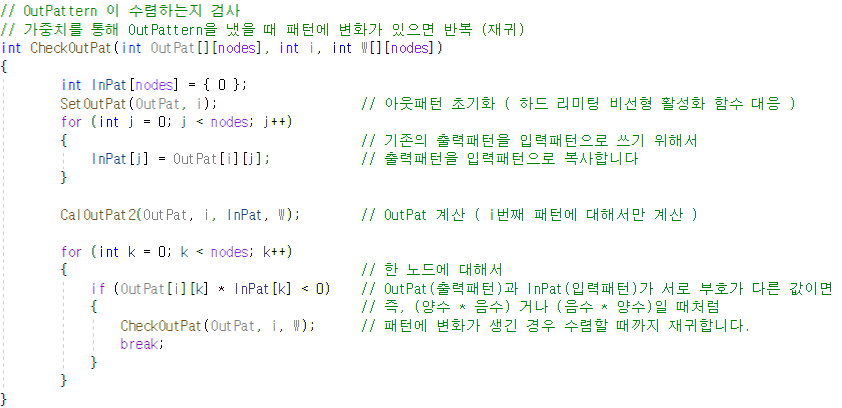 // OutPattern 이 수렴하는지 검사
// 가중치를 통해 OutPattern을 냈을 때 패턴에 변화가 있으면 반복 (재귀)
int CheckOutPat(int OutPat[][nodes], int i, int W[][nodes])
{
int InPat[nodes] = { 0 };
SetOutPat(OutPat, i); // 아웃패턴 초기화 ( 하드 리미팅 비선형 활성화 함수 대응 )
for (int j = 0; j < nodes; j++)
{ // 기존의 출력패턴을 입력패턴으로 쓰기 위해서
InPat[j] = OutPat[i][j]; // 출력패턴을 입력패턴으로 복사합니다
}
CalOutPat2(OutPat, i, InPat, W); // OutPat 계산 ( i번째 패턴에 대해서만 계산 )
for (int k = 0; k < nodes; k++)
{ // 한 노드에 대해서
if (OutPat[i][k] * InPat[k] < 0) // OutPat(출력패턴)과 InPat(입력패턴)가 서로 부호가 다른 값이면
{ // 즉, (양수 * 음수) 거나 (음수 * 양수)일 때처럼
CheckOutPat(OutPat, i, W); // 패턴에 변화가 생긴 경우 수렴할 때까지 재귀합니다.
break;
}
}
}